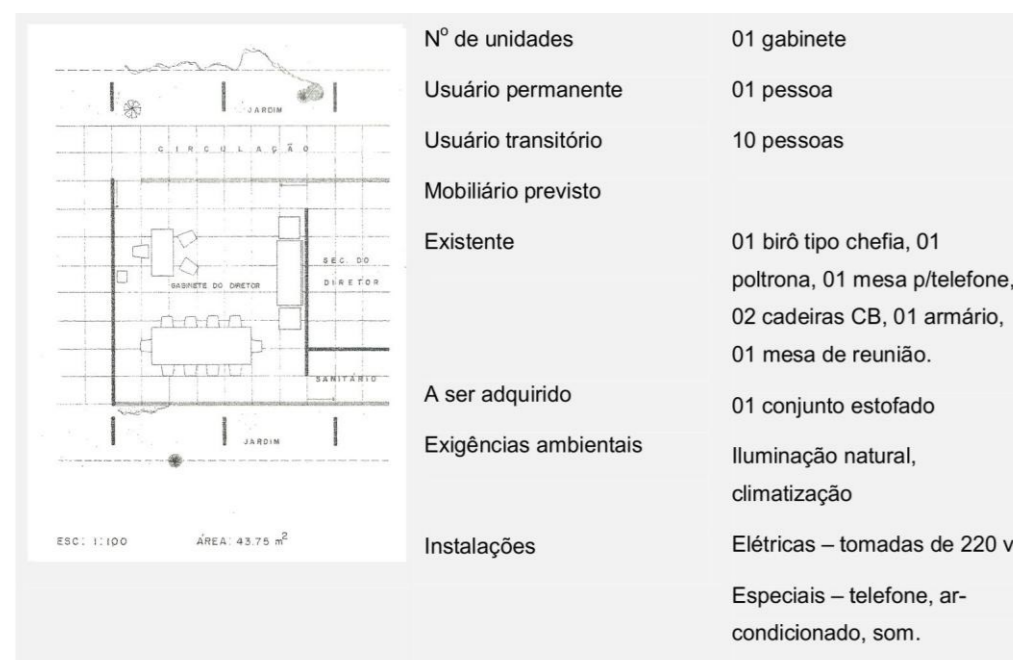 JARDIM
CIRCULAÇÃO
SEC. DO
DIRETOR
GABINETE DO DIRETOR
SANITÁRIO
JARDIM
ESC: 1:100 ÁREA: 43.75 m²
Nº de unidades 01 gabinete
Usuário permanente 01 pessoa
Usuário transitório 10 pessoas
Mobiliário previsto
Existente 01 birô tipo chefia, 01
poltrona, 01 mesa p/telefone,
02 cadeiras CB, 01 armário,
01 mesa de reunião.
A ser adquirido 01 conjunto estofado
Exigências ambientais Iluminação natural,
climatização
Instalações Elétricas – tomadas de 220 v
Especiais – telefone, ar-
condicionado, som.